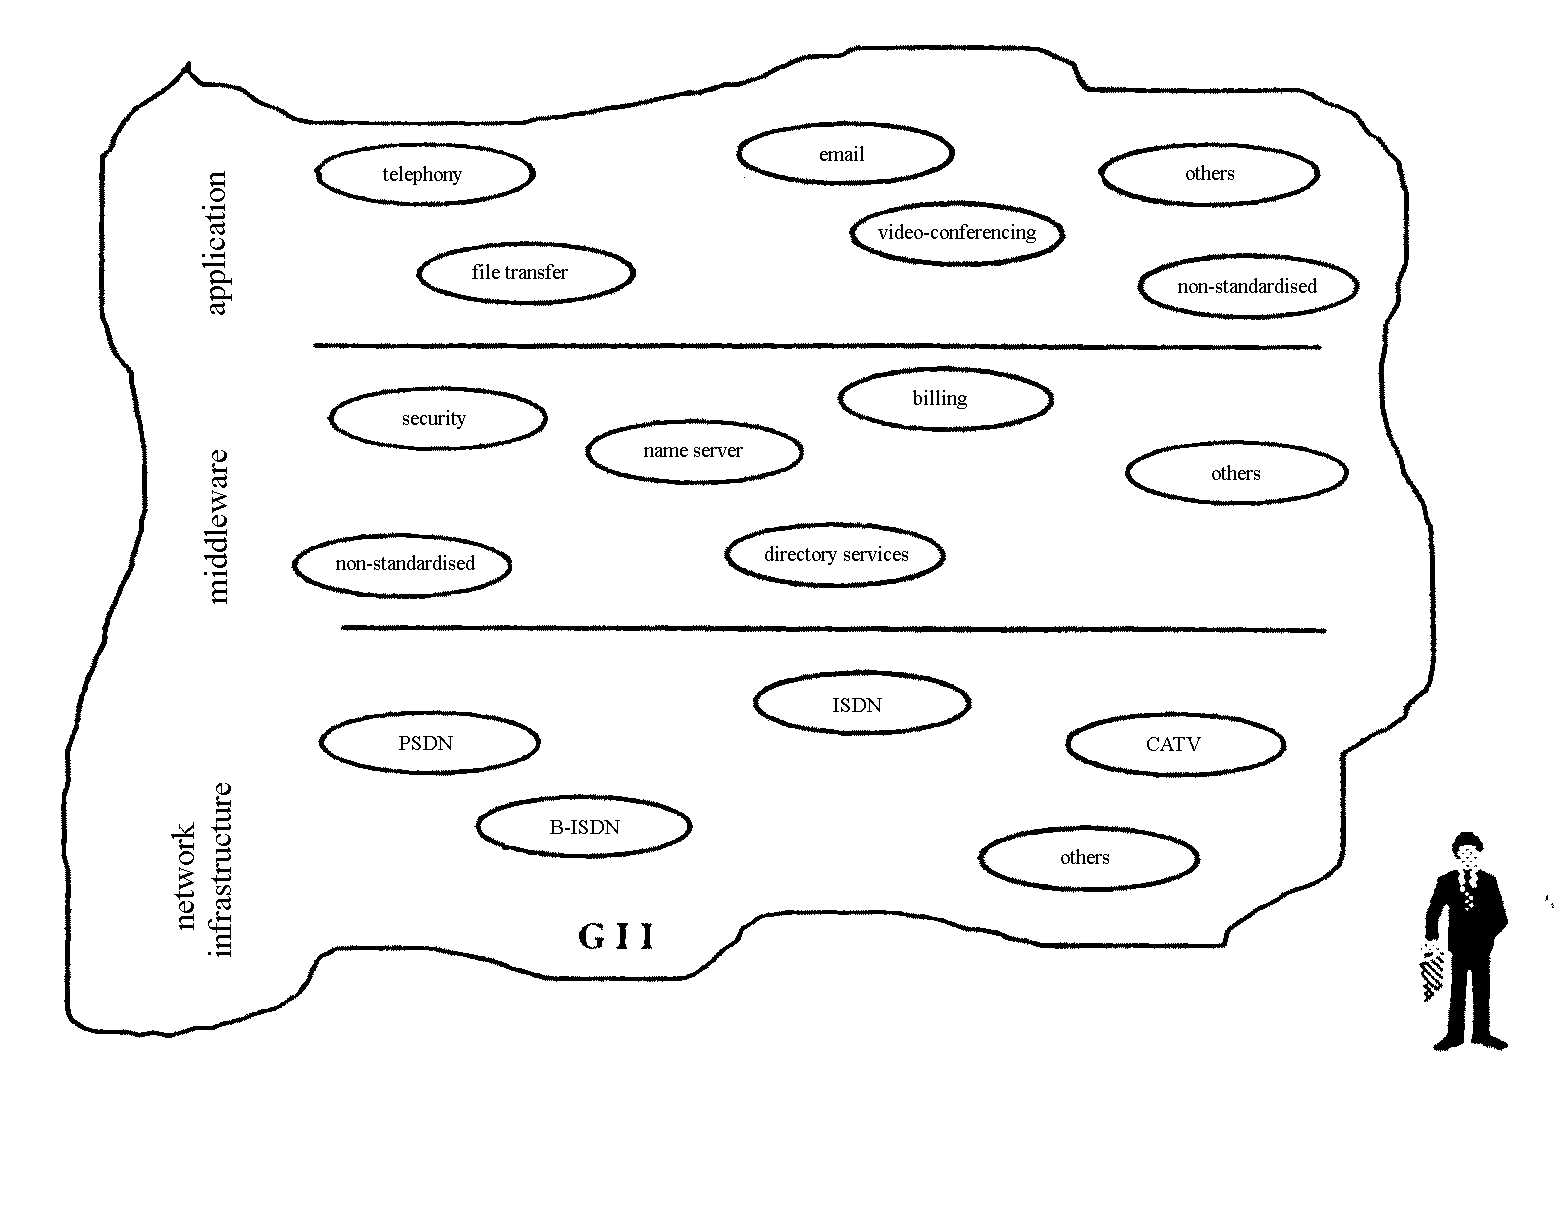 application
telephony
email
others
video-conferencing
file transfer
non-standardised
middleware
security
billing
name server
others
non-standardised
directory services
network
infrastructure
ISDN
PSDN
CATV
B-ISDN
others
G I I